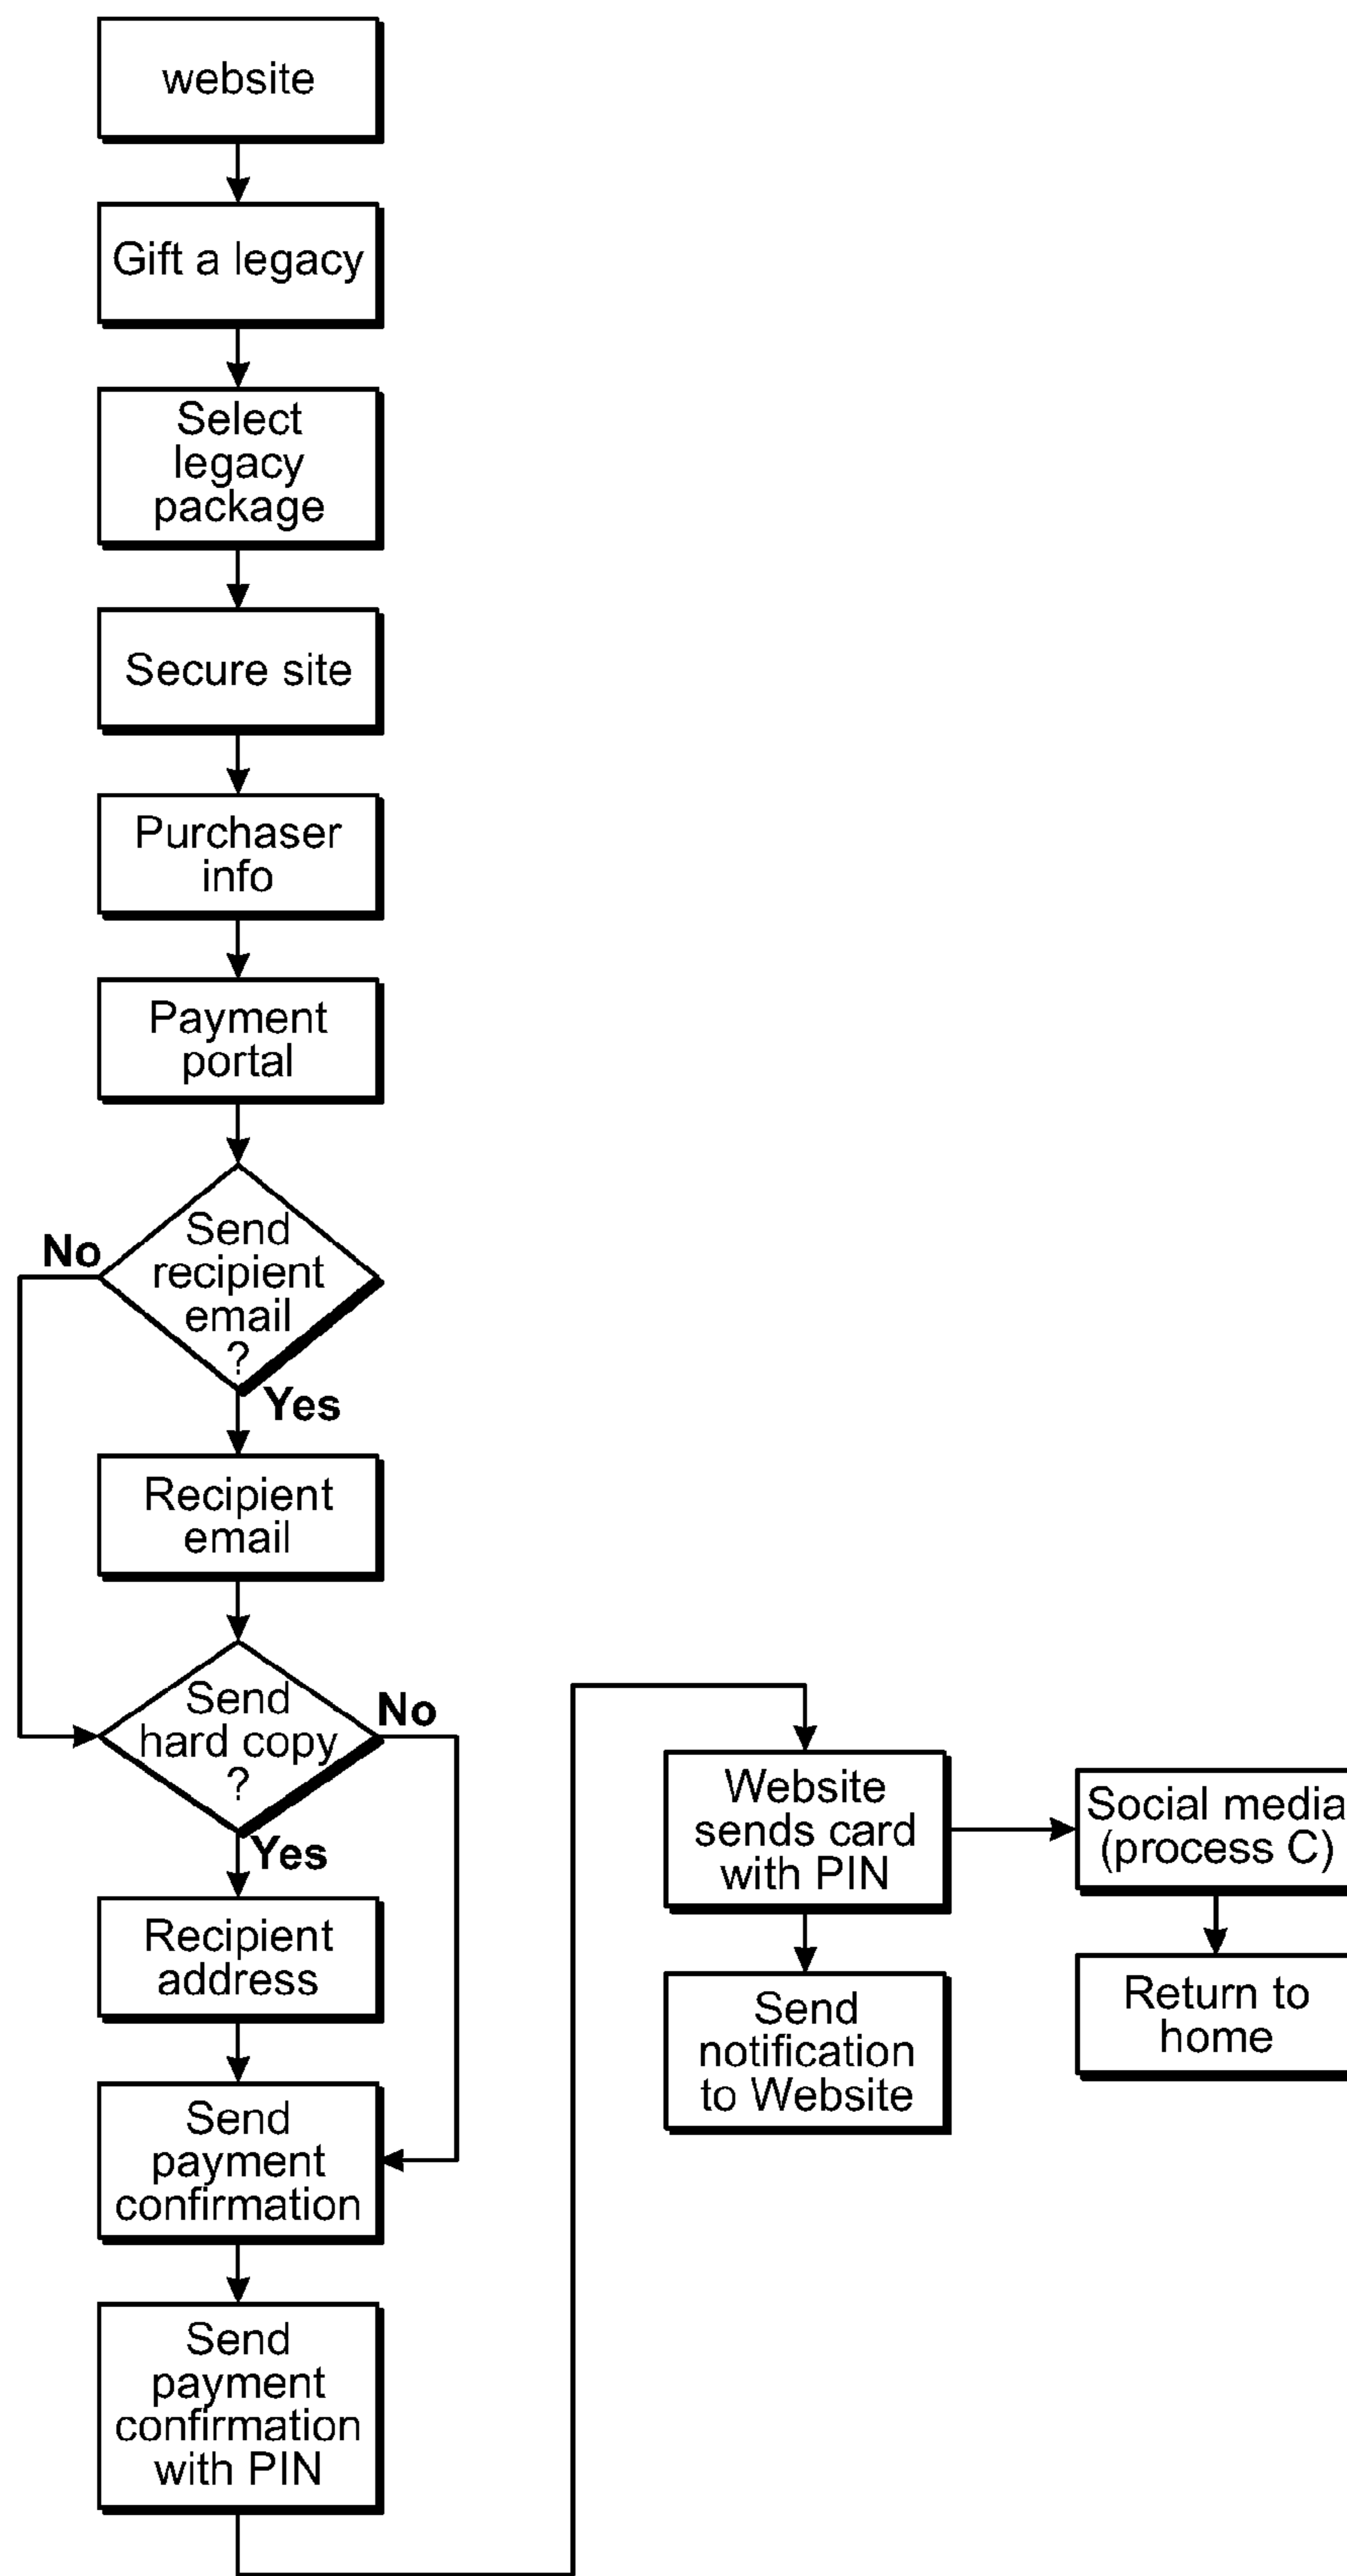 website
Gift a legacy
Select
legacy
package
Secure site
Purchaser
info
Payment
portal
Send
recipient
email
?
No
Yes
Recipient
email
Send
hard copy
?
No
Yes
Recipient
address
Send
payment
confirmation
Send
payment
confirmation
with PIN
Website
sends card
with PIN
Send
notification
to Website
Social media
(process C)
Return to
home